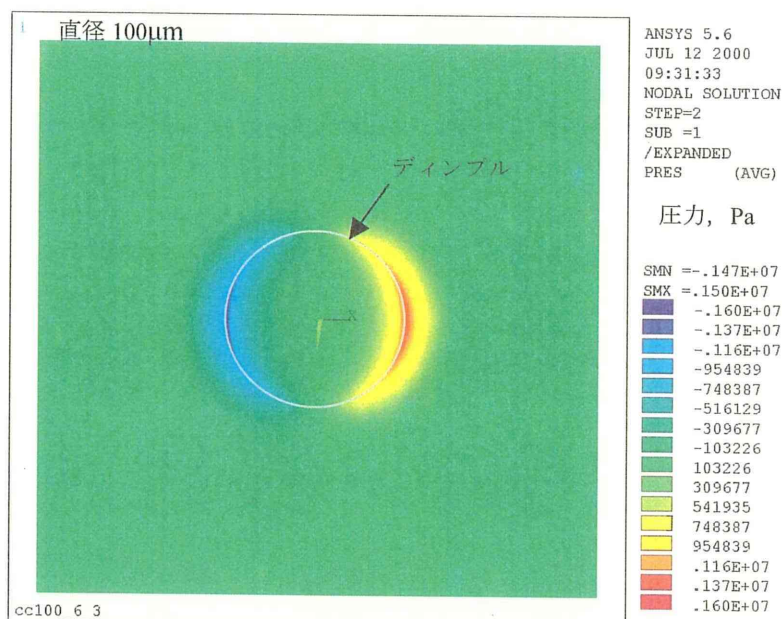 直径 100μm
ディンプル
X
cc100 6 3
ANSYS 5.6
JUL 12 2000
09:31:33
NODAL SOLUTION
STEP=2
SUB =1
/EXPANDED
PRES (AVG)
圧力, Pa
SMN =-.147E+07
SMX =.150E+07
-.160E+07
-.137E+07
-.116E+07
-954839
-748387
-516129
-309677
-103226
103226
309677
541935
748387
954839
.116E+07
.137E+07
.160E+07